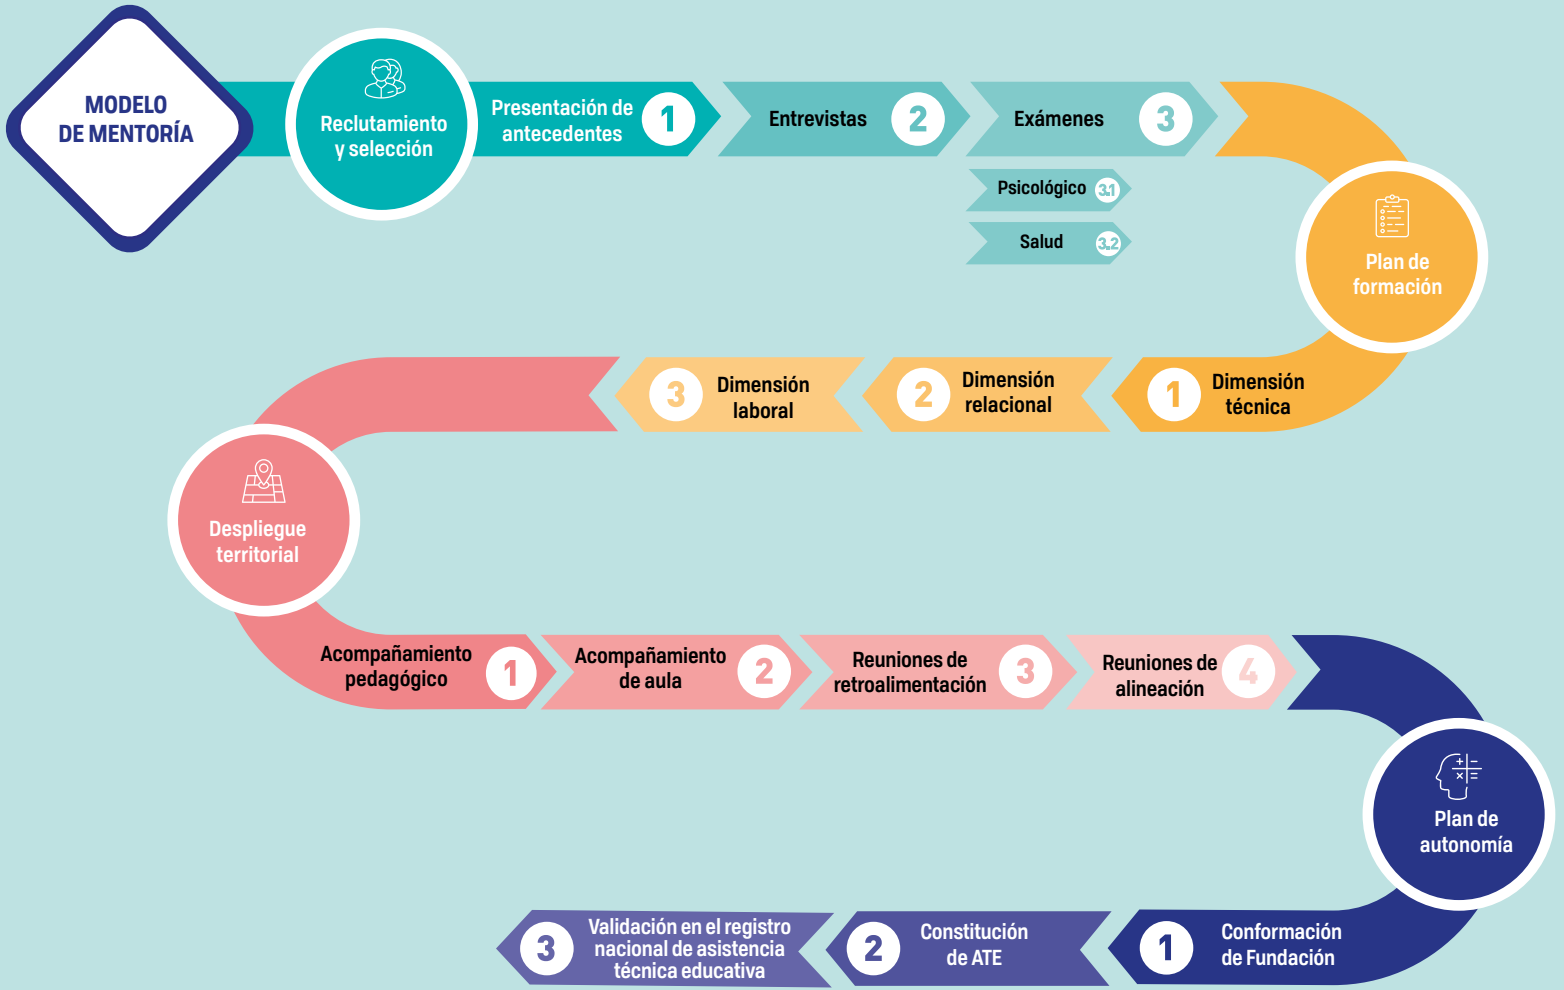 MODELO
DE MENTORÍA
Reclutamiento
y selección
Presentación de
antecedentes
1
Entrevistas
2
Exámenes
3
Psicológico
3.1
Salud
3.2
Plan de
formación
1
Dimensión
técnica
2
Dimensión
relacional
3
Dimensión
laboral
Despliegue
territorial
Acompañamiento
pedagógico
1
Acompañamiento
de aula
2
Reuniones de
retroalimentación
3
Reuniones de
alineación
4
Plan de
autonomía
1
Conformación
de Fundación
2
Constitución
de ATE
3
Validación en el registro
nacional de asistencia
técnica educativa